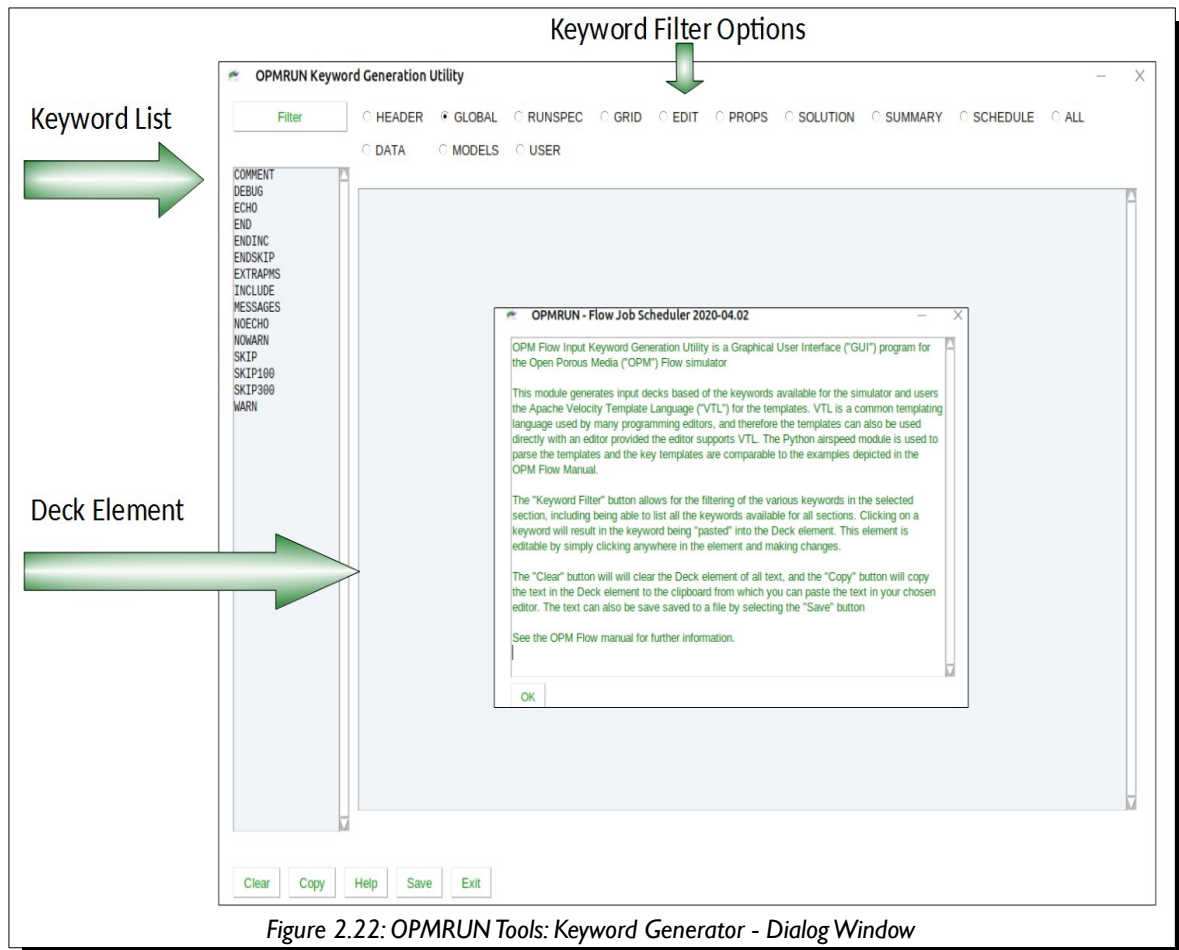 Keyword Filter Options
OPMRUN Keyword Generation Utility
Keyword List
Filter
HEADER GLOBAL RUNSPEC GRID EDIT PROPS SOLUTION SUMMARY SCHEDULE ALL
DATA MODELS USER
COMMENT
DEBUG
ECHO
END
ENDINC
ENDSKIP
EXTRAPMS
INCLUDE
MESSAGES
NOECHO
NOWARN
SKIP
SKIP100
SKIP300
WARN
Deck Element
OPMRUN - Flow Job Scheduler 2020-04.02
OPM Flow Input Keyword Generation Utility is a Graphical User Interface ("GUI") program for
the Open Porous Media ("OPM") Flow simulator
This module generates input decks based of the keywords available for the simulator and users
the Apache Velocity Template Language ("VTL") for the templates. VTL is a common templating
language used by many programming editors, and therefore the templates can also be used
directly with an editor provided the editor supports VTL. The Python airspeed module is used to
parse the templates and the key templates are comparable to the examples depicted in the
OPM Flow Manual.
The "Keyword Filter" button allows for the filtering of the various keywords in the selected
section, including being able to list all the keywords available for all sections. Clicking on a
keyword will result in the keyword being "pasted" into the Deck element. This element is
editable by simply clicking anywhere in the element and making changes.
The "Clear" button will will clear the Deck element of all text, and the "Copy" button will copy
the text in the Deck element to the clipboard from which you can paste the text in your chosen
editor. The text can also be save saved to a file by selecting the "Save" button
See the OPM Flow manual for further information.
OK
Clear Copy Help Save Exit
Figure 2.22: OPMRUN Tools: Keyword Generator - Dialog Window